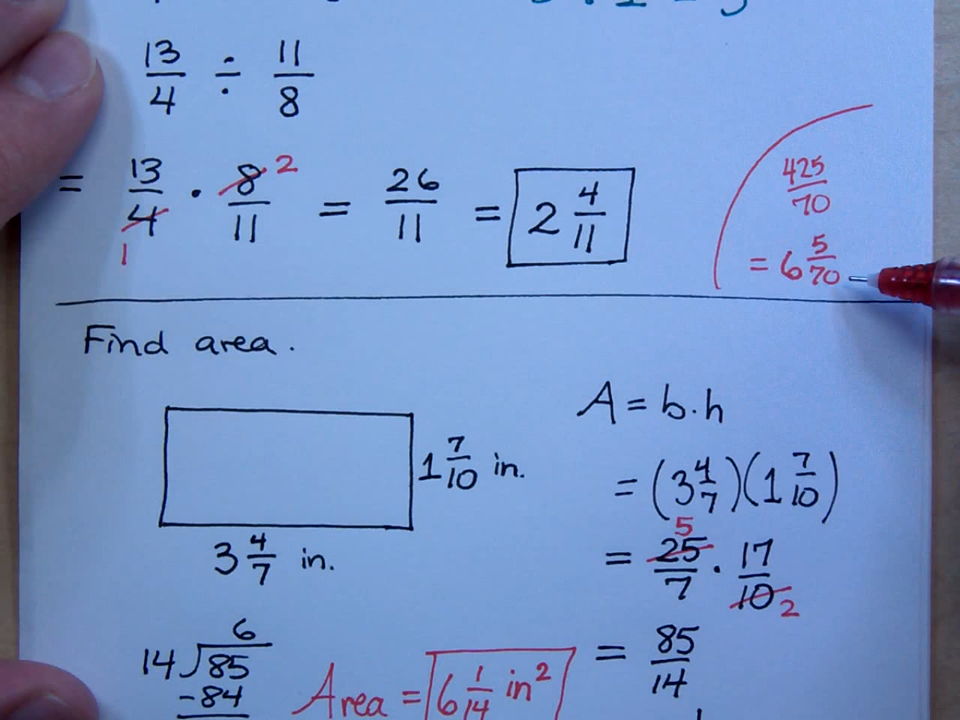 13/4 ÷ 11/8
= 13/4 · 8/11 = 26/11 = 2 4/11
1
2
425/70
= 6 5/70
Find area.
1 7/10 in.
3 4/7 in.
A = b.h
= (3 4/7)(1 7/10)
5
= 25/7 · 17/10
2
= 85/14
6
14)85
-84
Area = 6 1/14 in²